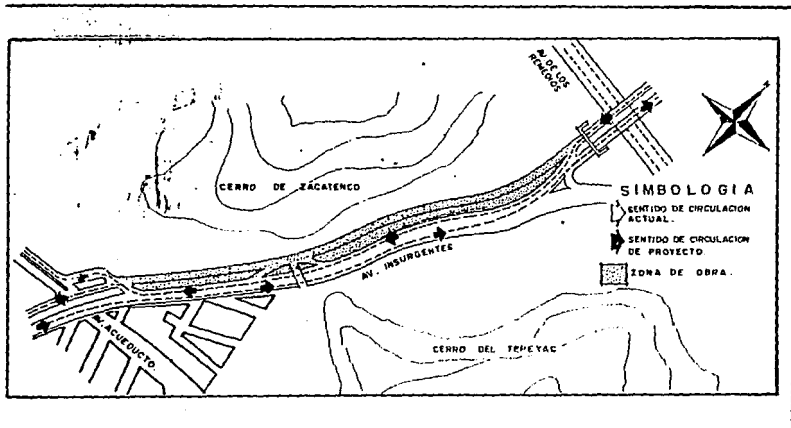 AV. DE LOS
REMEDIOS
N
CERRO DE ZACATENCO
SIMBOLOGIA
SENTIDO DE CIRCULACION
ACTUAL.
SENTIDO DE CIRCULACION
DE PROYECTO.
ZONA DE OBRA.
AV. INSURGENTES
AV. ACUEDUCTO.
CERRO DEL TEPEYAC